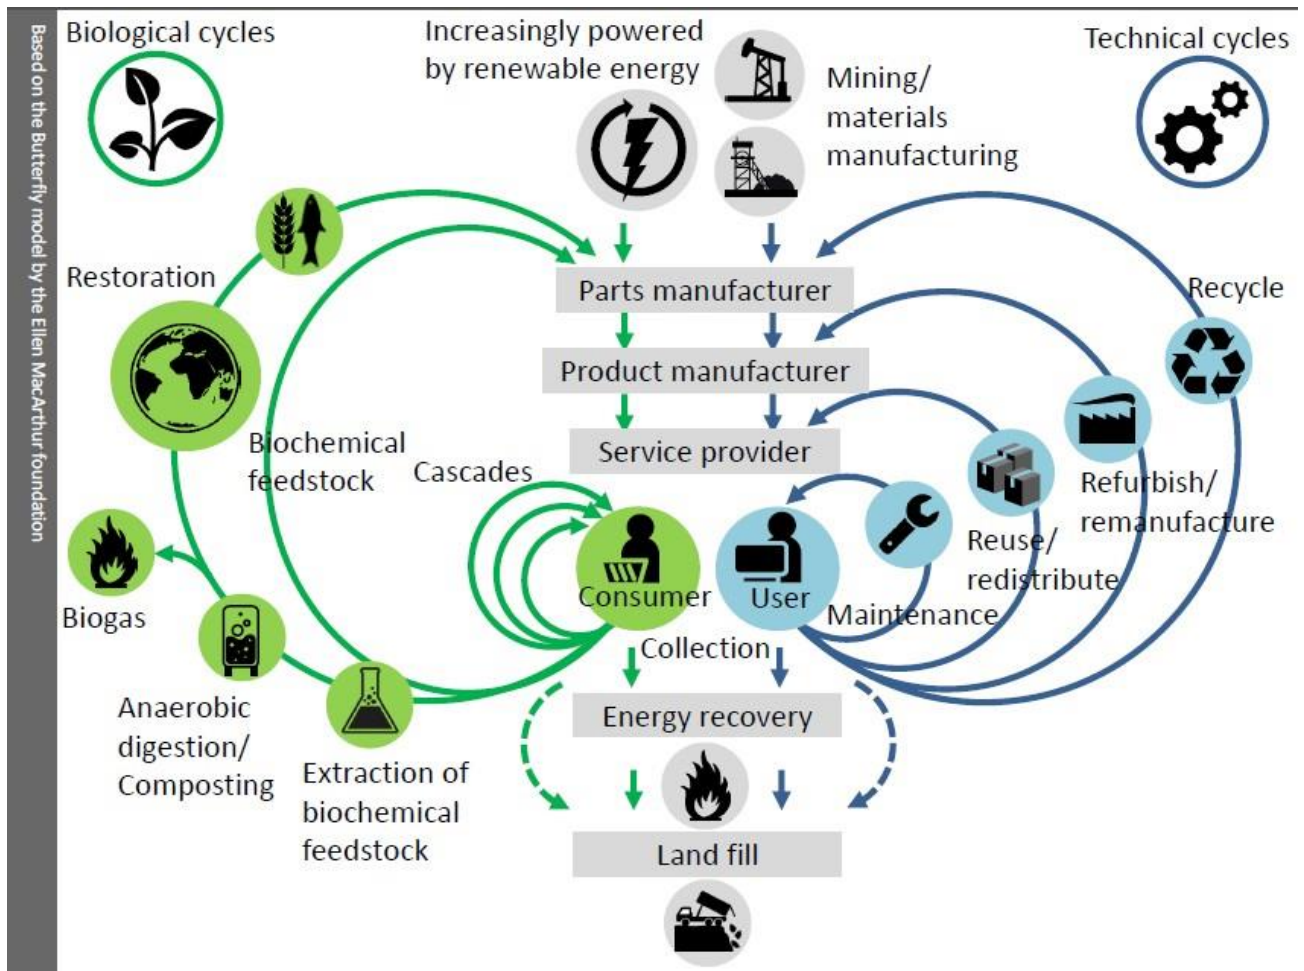 Based on the Butterfly model by the Ellen MacArthur foundation
Biological cycles
Increasingly powered
by renewable energy
Mining/
materials
manufacturing
Technical cycles
Restoration
Parts manufacturer
Recycle
Product manufacturer
Biochemical
feedstock
Cascades
Service provider
Refurbish/
remanufacture
Reuse/
redistribute
Biogas
Consumer
User
Maintenance
Collection
Anaerobic
digestion/
Composting
Extraction of
biochemical
feedstock
Energy recovery
Land fill